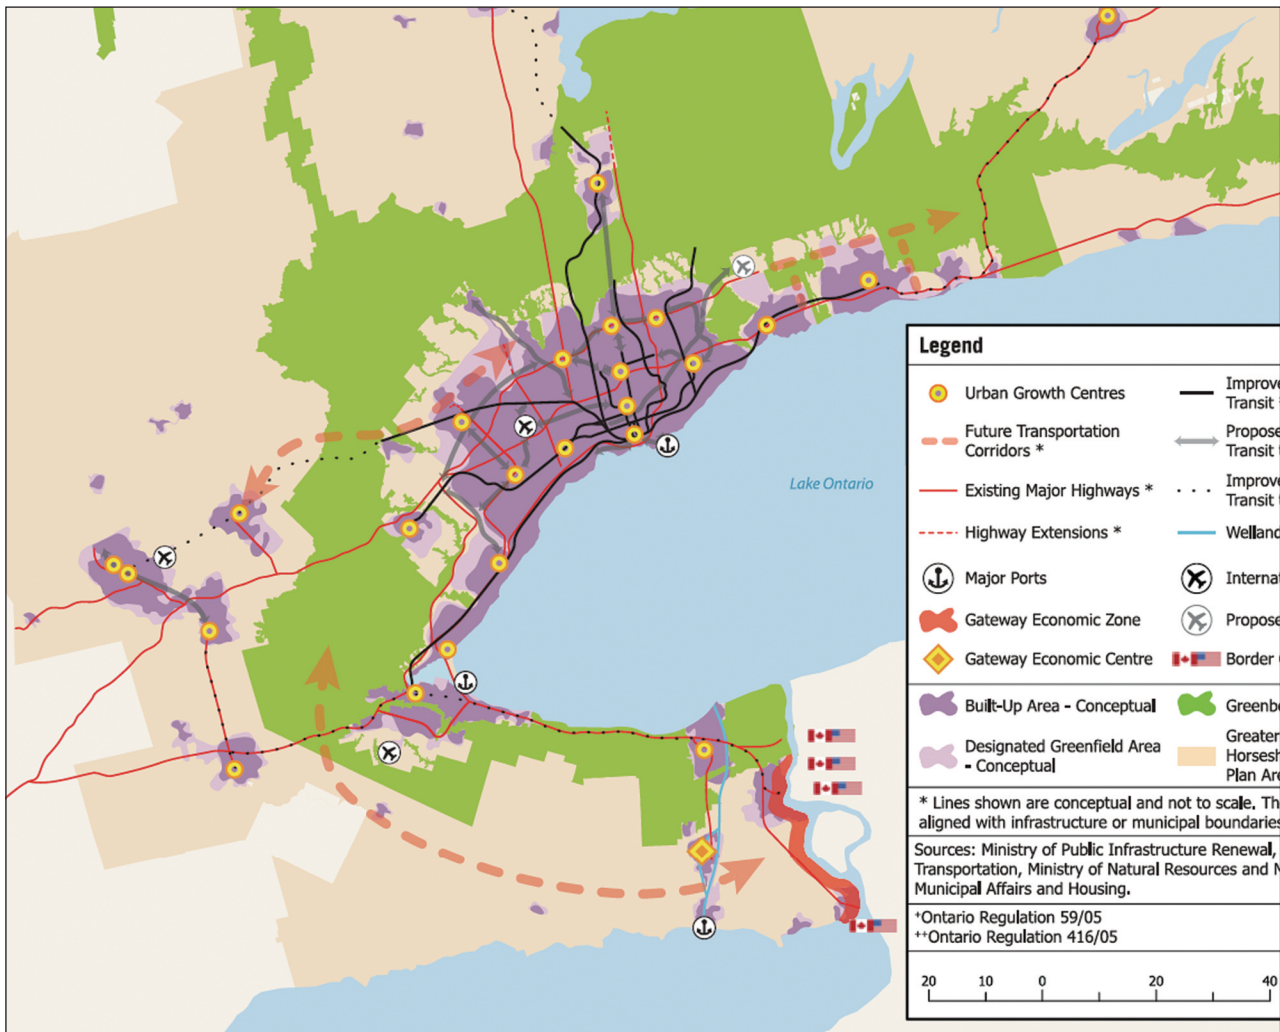 Lake Ontario
Legend
Urban Growth Centres
Future Transportation
Corridors *
Existing Major Highways *
Highway Extensions *
Major Ports
Gateway Economic Zone
Gateway Economic Centre
Built-Up Area - Conceptual
Designated Greenfield Area
- Conceptual
Improve
Transit
Propose
Transit
Improve
Transit
Welland
Internat
Propose
Border
Greenbe
Greater
Horsesh
Plan Are
* Lines shown are conceptual and not to scale. Th
aligned with infrastructure or municipal boundaries
Sources: Ministry of Public Infrastructure Renewal,
Transportation, Ministry of Natural Resources and M
Municipal Affairs and Housing.
+Ontario Regulation 59/05
++Ontario Regulation 416/05
20 10 0 20 40